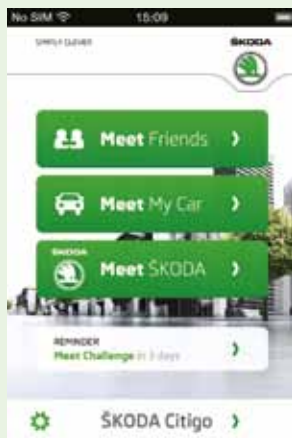 No SIM 15:09
SIMPLY CLEVER ŠKODA
Meet Friends
Meet My Car
ŠKODA
Meet ŠKODA
REMINDER
Meet Challenge in 3 days
ŠKODA Citigo